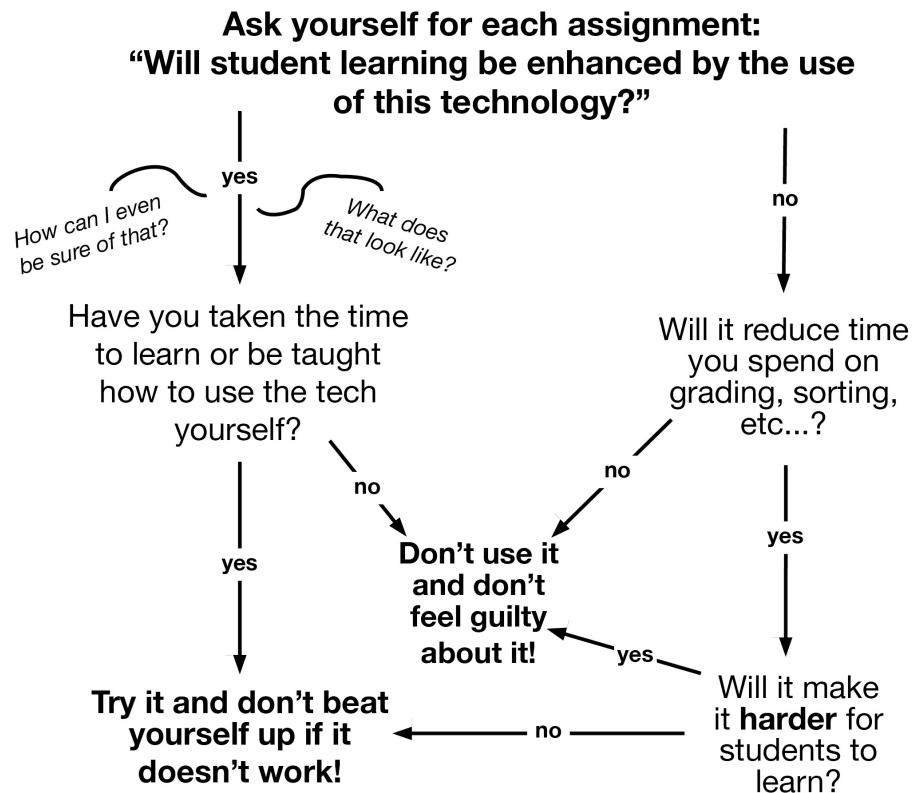 Ask yourself for each assignment:
“Will student learning be enhanced by the use
of this technology?”
yes
no
How can I even
be sure of that?
What does
that look like?
Have you taken the time
to learn or be taught
how to use the tech
yourself?
Will it reduce time
you spend on
grading, sorting,
etc...?
no
no
yes
yes
Don’t use it
and don’t
feel guilty
about it!
yes
Try it and don’t beat
yourself up if it
doesn’t work!
no
Will it make
it harder for
students to
learn?